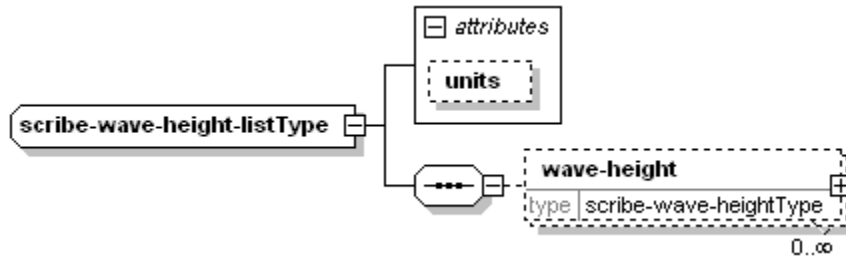 attributes
units
scribe-wave-height-listType
wave-height
type scribe-wave-heightType
0..∞